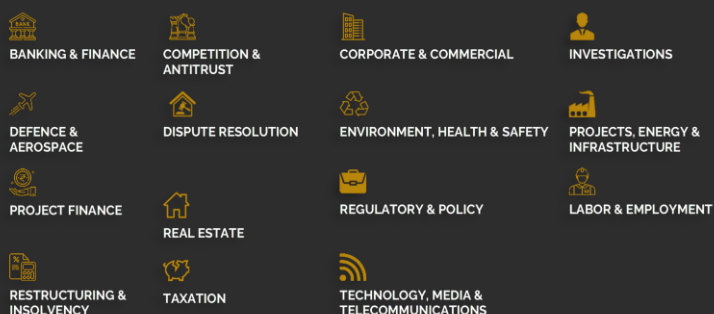 BANK
BANKING & FINANCE
COMPETITION &
ANTITRUST
CORPORATE & COMMERCIAL
INVESTIGATIONS
DEFENCE &
AEROSPACE
DISPUTE RESOLUTION
ENVIRONMENT, HEALTH & SAFETY
PROJECTS, ENERGY &
INFRASTRUCTURE
PROJECT FINANCE
REAL ESTATE
REGULATORY & POLICY
LABOR & EMPLOYMENT
RESTRUCTURING &
INSOLVENCY
TAXATION
TECHNOLOGY, MEDIA &
TELECOMMUNICATIONS